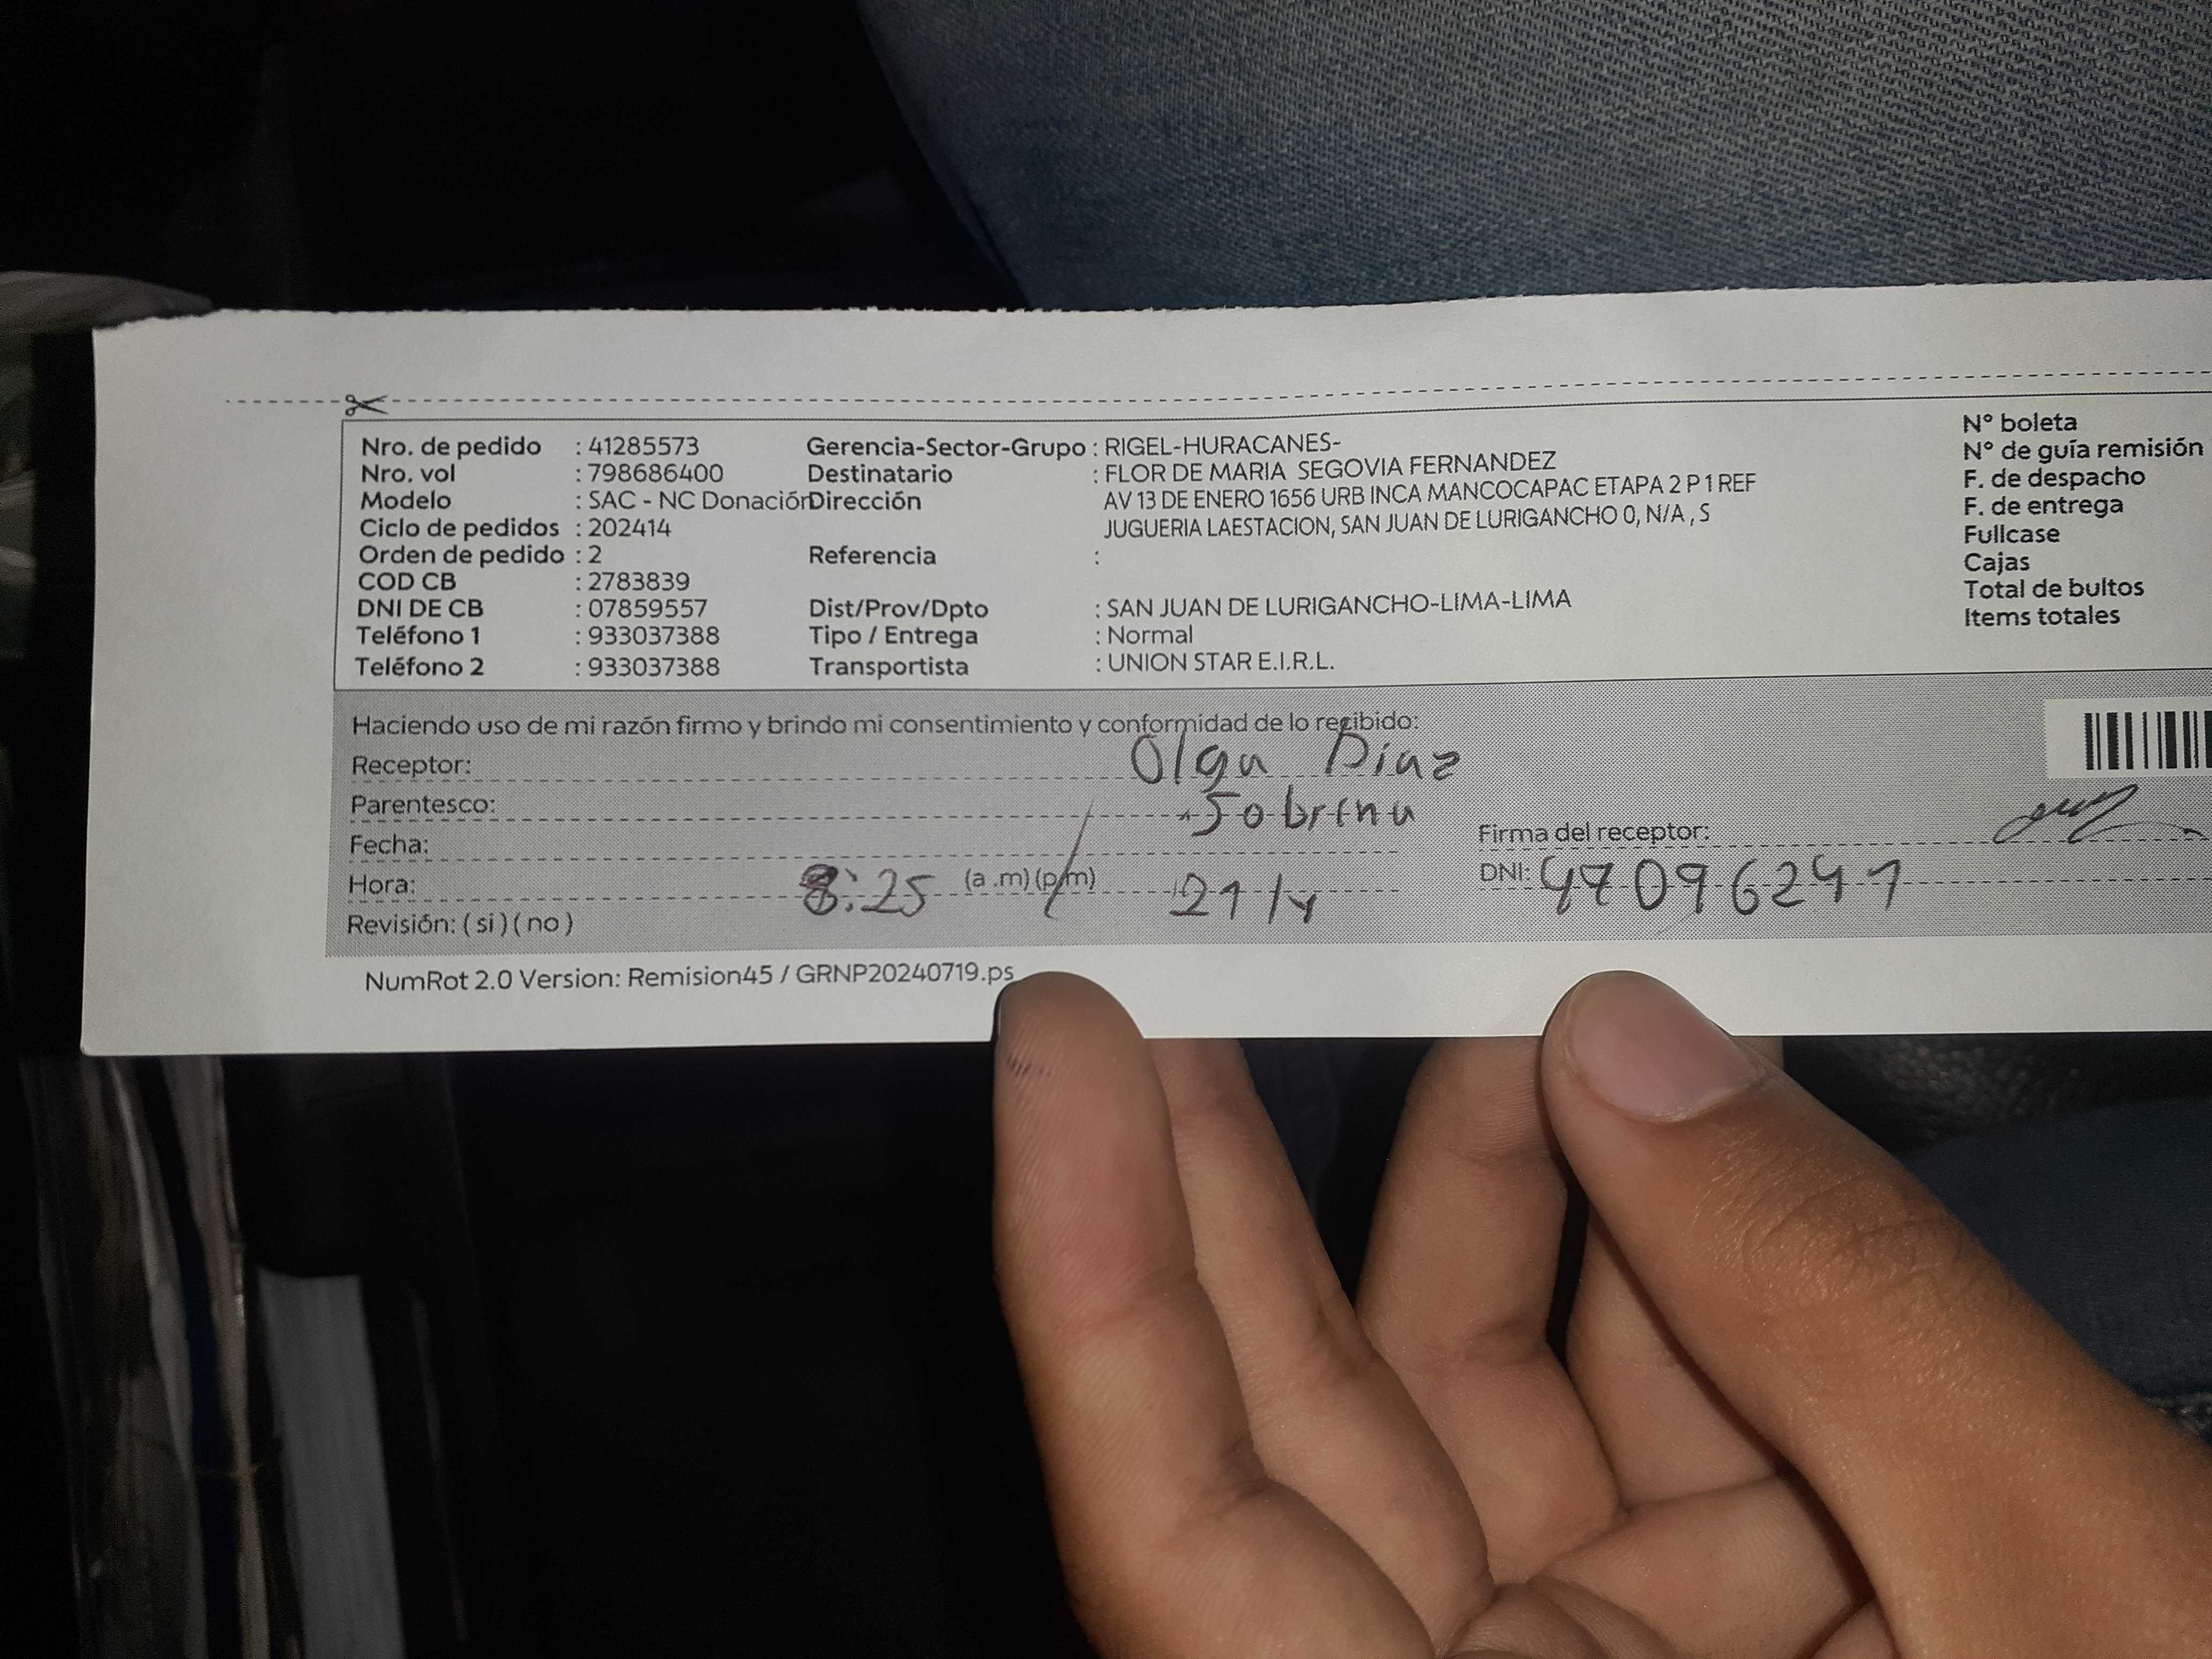 Nro. de pedido : 41285573 Gerencia-Sector-Grupo : RIGEL-HURACANES- N° boleta
Nro. vol : 798686400 Destinatario : FLOR DE MARIA SEGOVIA FERNANDEZ N° de guía remisión
Modelo : SAC - NC Donación Dirección AV 13 DE ENERO 1656 URB INCA MANCOCAPAC ETAPA 2 P 1 REF F. de despacho
Ciclo de pedidos : 202414 JUGUERIA LAESTACION, SAN JUAN DE LURIGANCHO 0, N/A , S F. de entrega
Orden de pedido : 2 Referencia : Fullcase
COD CB : 2783839 Cajas
DNI DE CB : 07859557 Dist/Prov/Dpto : SAN JUAN DE LURIGANCHO-LIMA-LIMA Total de bultos
Teléfono 1 : 933037388 Tipo / Entrega : Normal Items totales
Teléfono 2 : 933037388 Transportista : UNION STAR E.I.R.L.
Haciendo uso de mi razón firmo y brindo mi consentimiento y conformidad de lo recibido:
Receptor: Olga Diaz
Parentesco: Sobrina
Fecha: Firma del receptor:
Hora: 8:25 (a .m) (p.m) DNI: 47096241
Revisión: ( si ) ( no )
NumRot 2.0 Version: Remision45 / GRNP20240719.ps